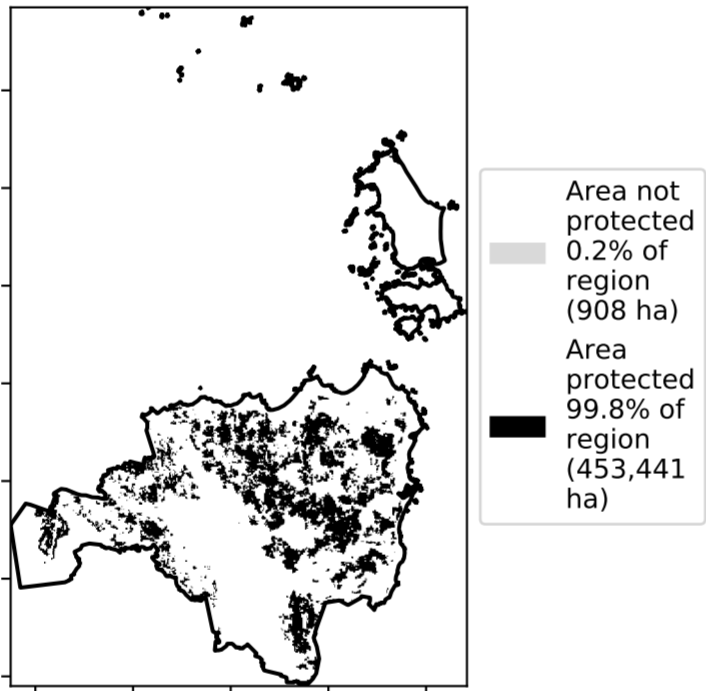 Area not
protected
0.2% of
region
(908 ha)
Area
protected
99.8% of
region
(453,441
ha)